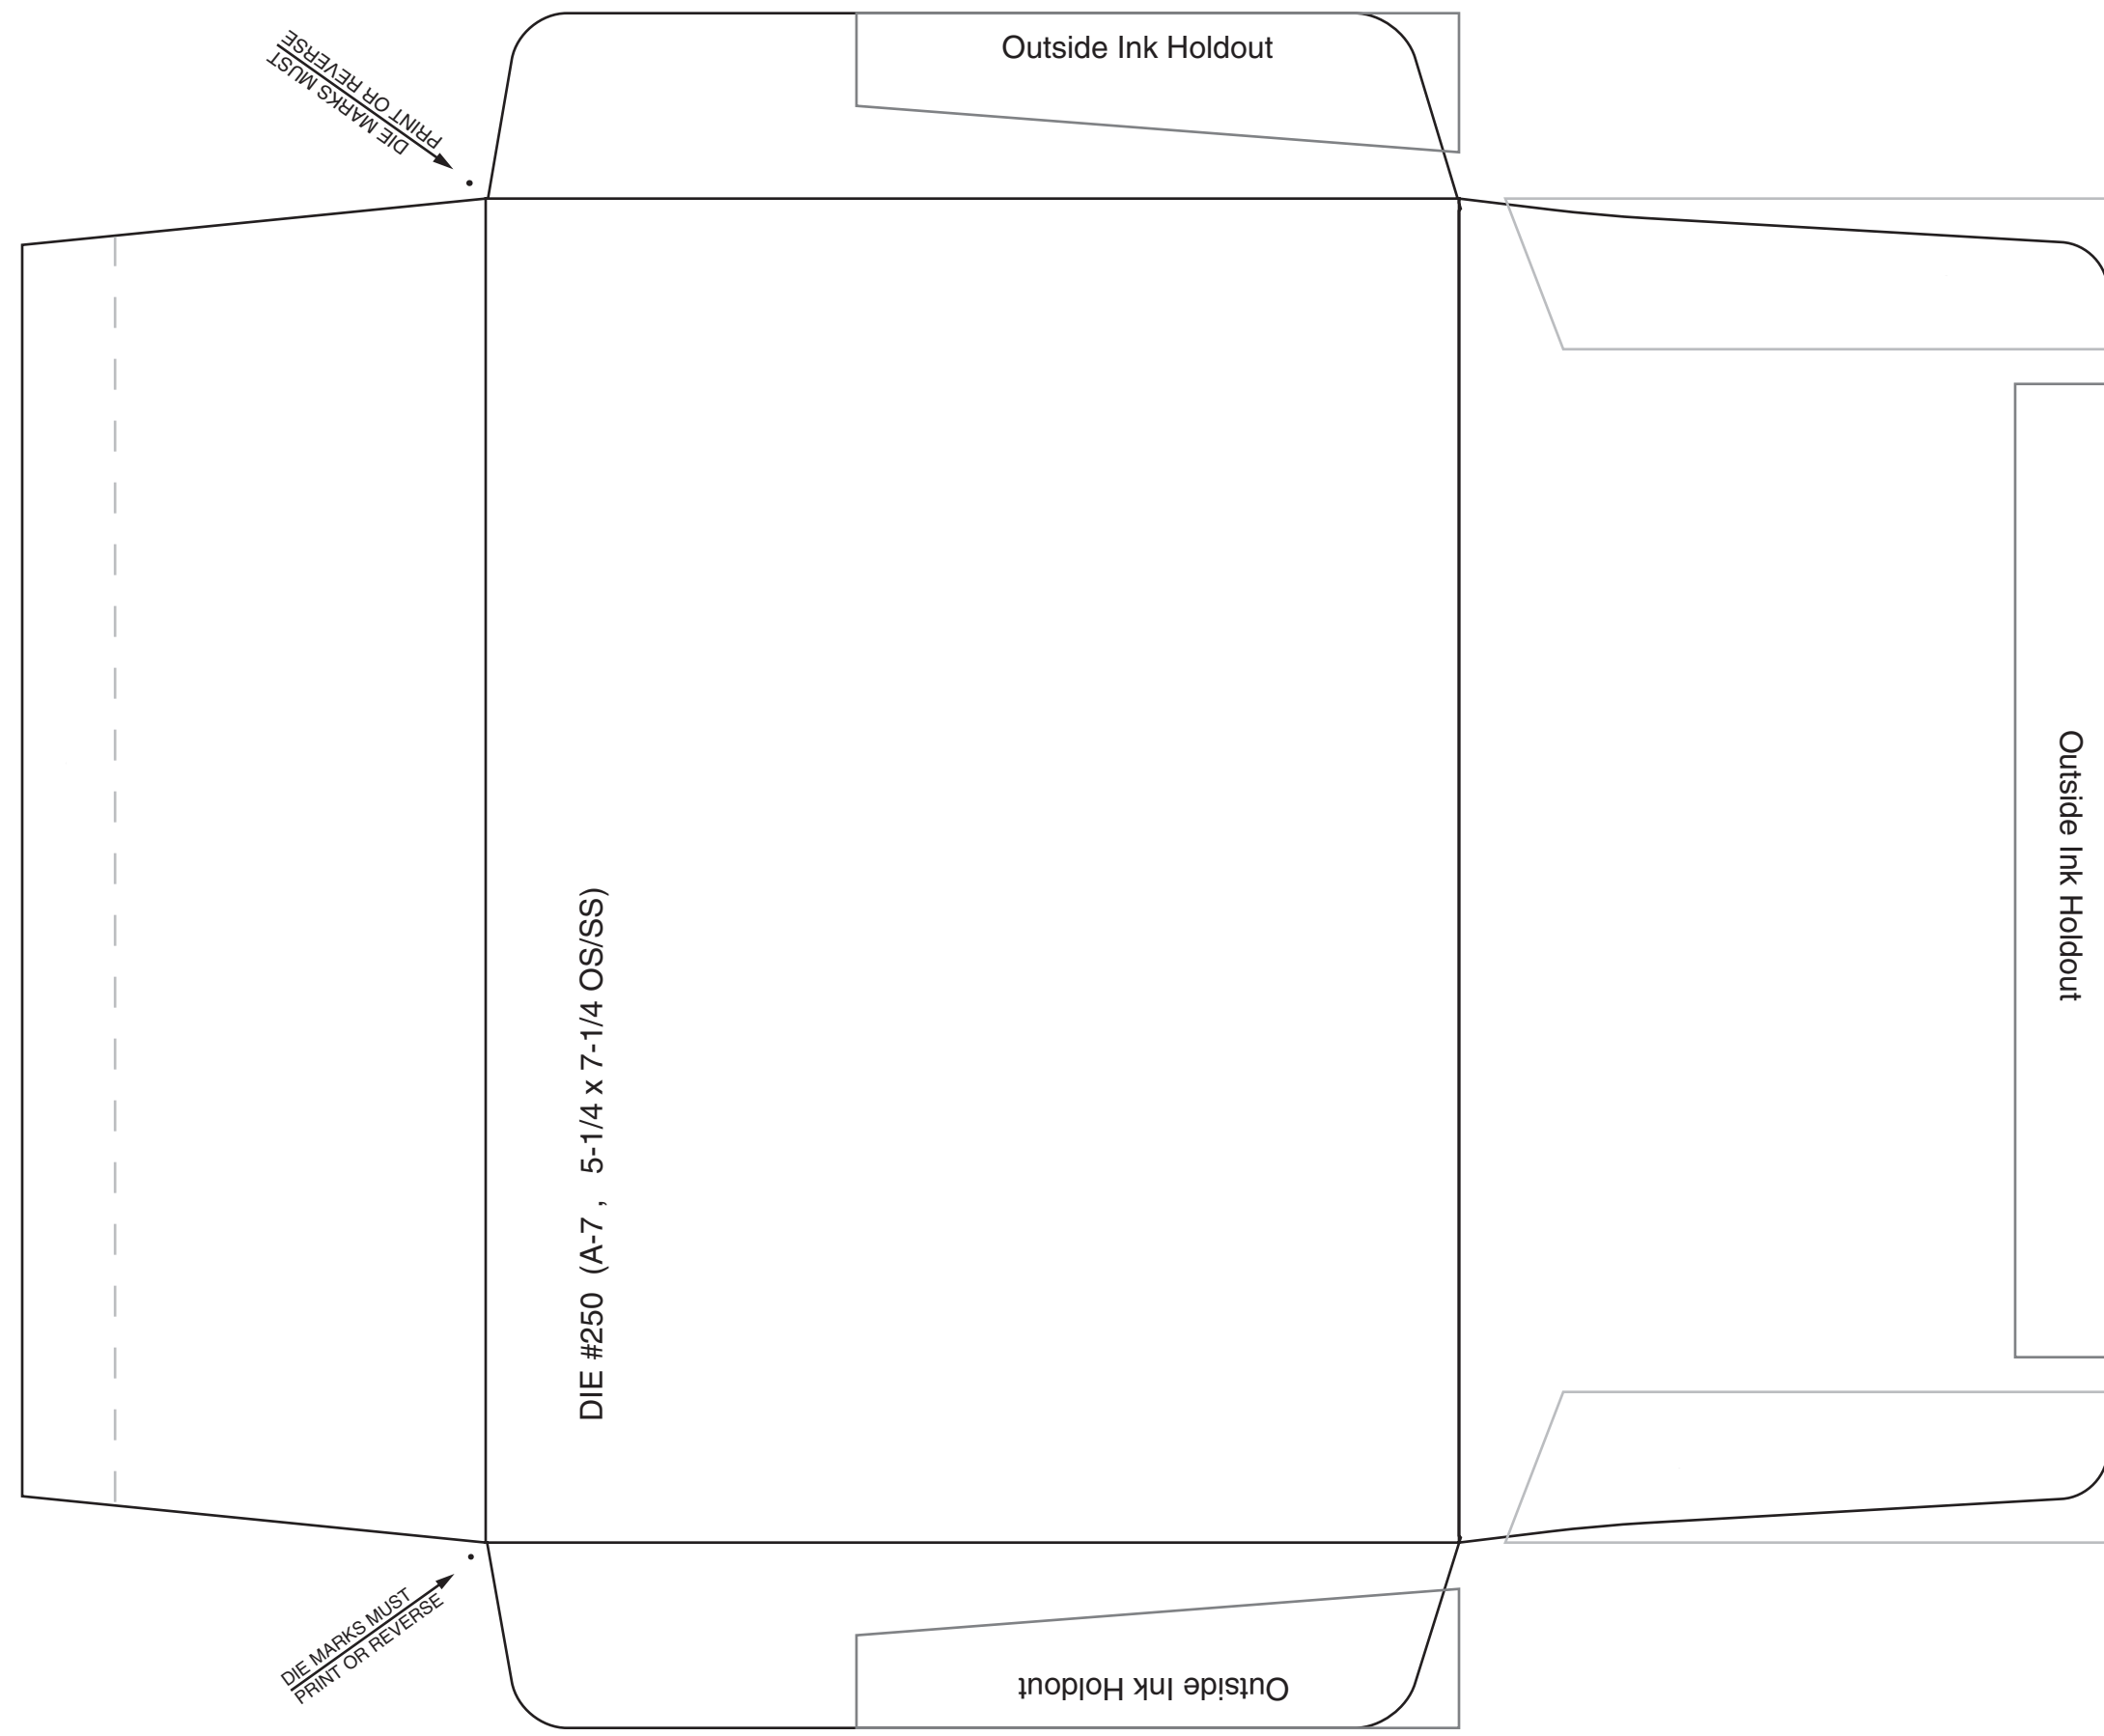 Outside Ink Holdout
DIE MARKS MUST
PRINT OR REVERSE
Outside Ink Holdout
DIE #250 (A-7 , 5-1/4 x 7-1/4 OS/SS)
DIE MARKS MUST
PRINT OR REVERSE
Outside Ink Holdout